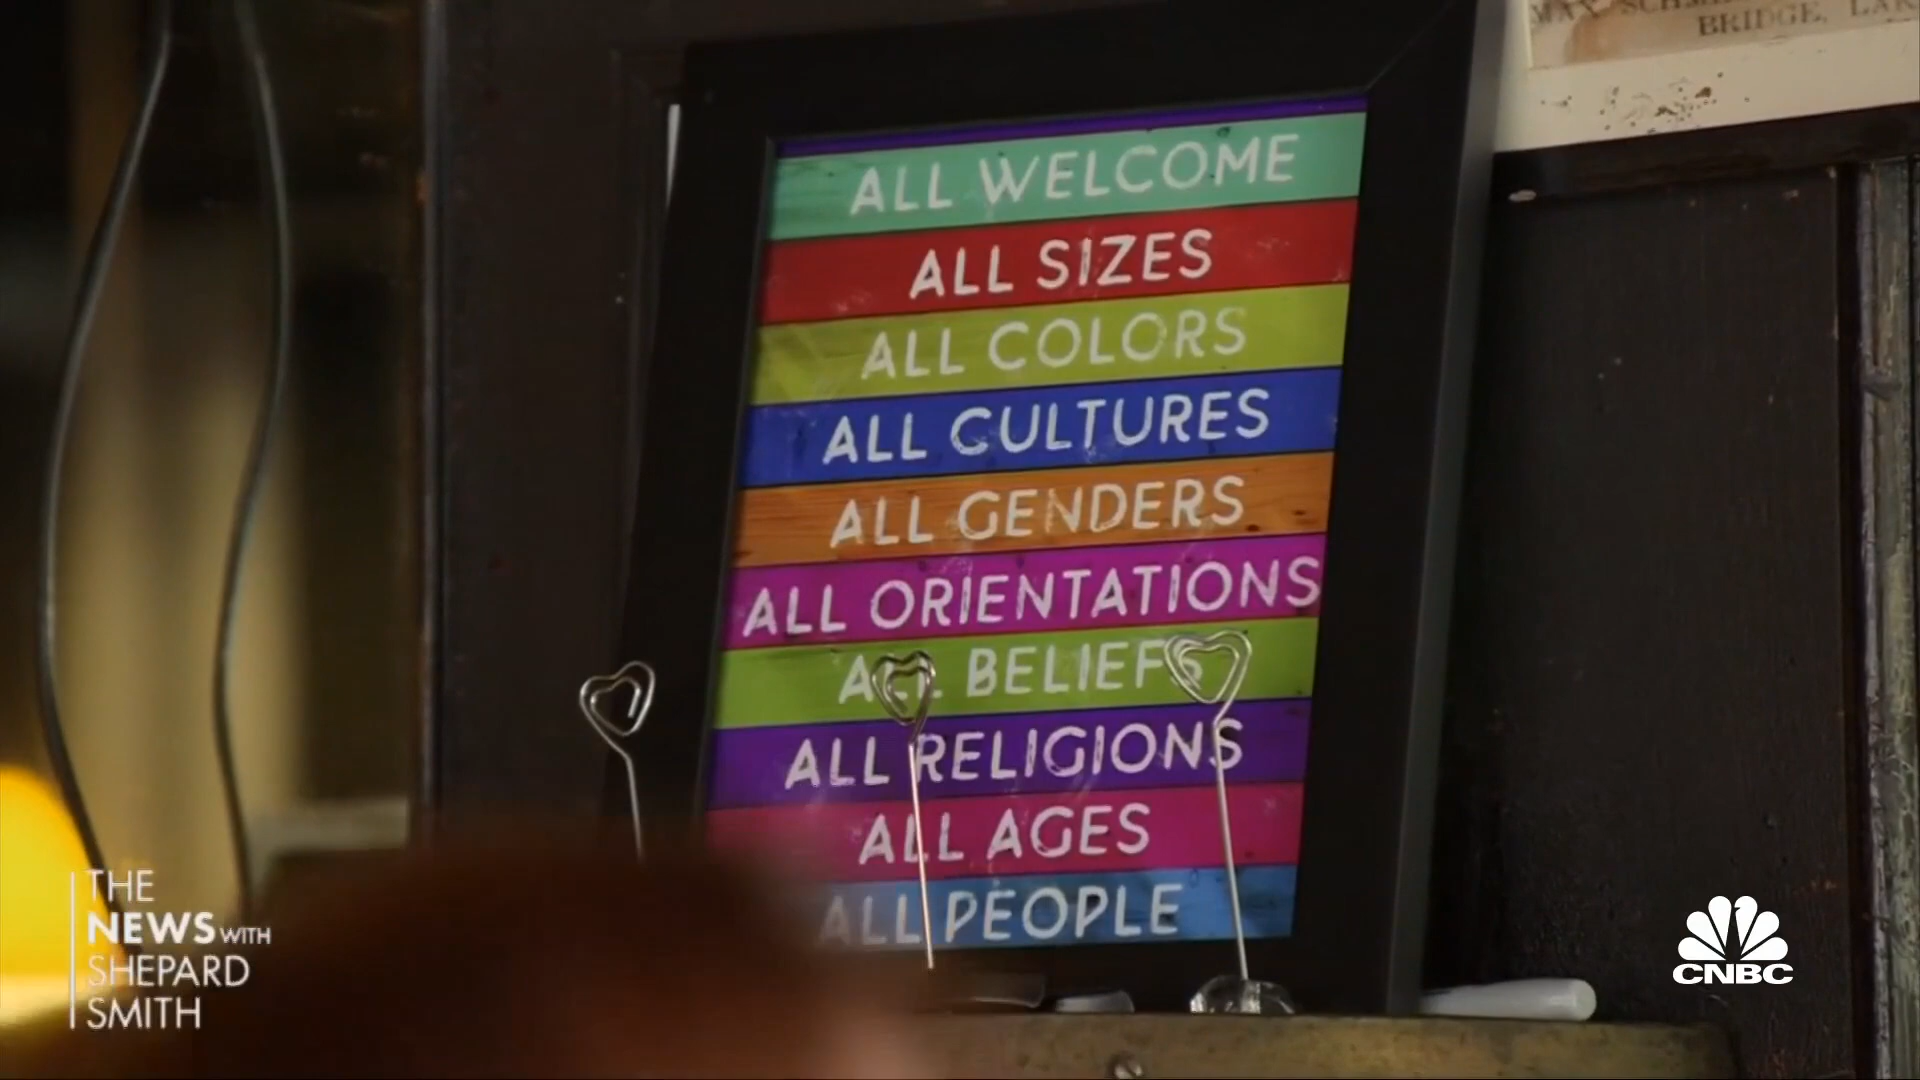 BRIDGE,
ALL WELCOME
ALL SIZES
ALL COLORS
ALL CULTURES
ALL GENDERS
ALL ORIENTATIONS
ALL BELIEFS
ALL RELIGIONS
ALL AGES
ALL PEOPLE
THE
NEWS WITH
SHEPARD
SMITH
CNBC